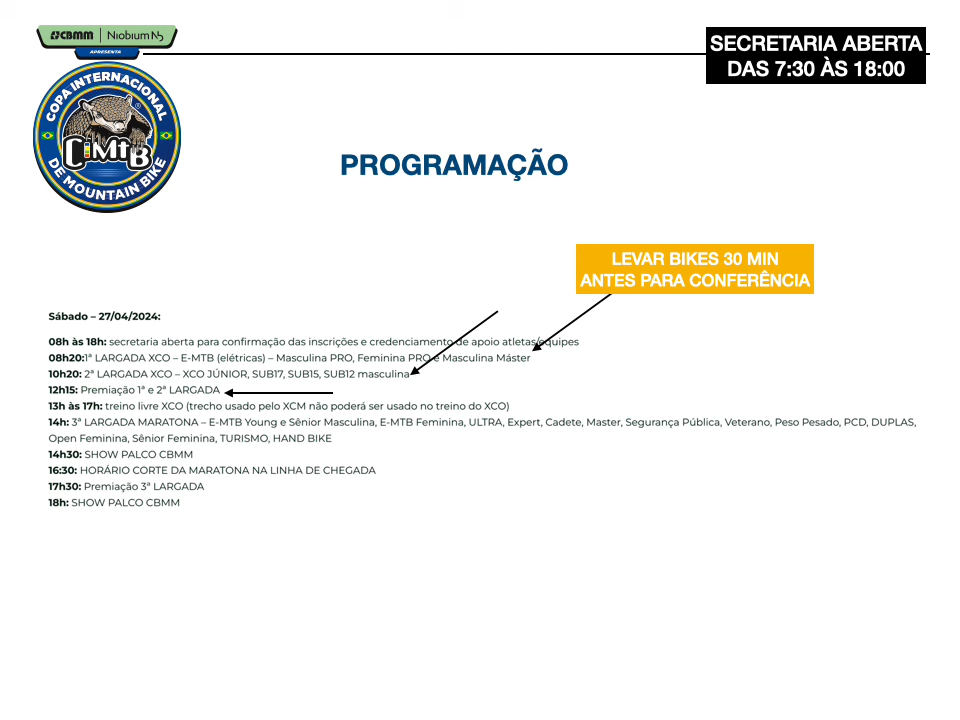 CBMM | Niobium N5
APRESENTA
SECRETARIA ABERTA
DAS 7:30 ÀS 18:00
COPA INTERNACIONAL
CiMTB
DE MOUNTAIN BIKE
PROGRAMAÇÃO
LEVAR BIKES 30 MIN
ANTES PARA CONFERÊNCIA
Sábado – 27/04/2024:
08h às 18h: secretaria aberta para confirmação das inscrições e credenciamento de apoio atletas/equipes
08h20:1ª LARGADA XCO – E-MTB (elétricas) – Masculina PRO, Feminina PRO e Masculina Máster
10h20: 2ª LARGADA XCO – XCO JÚNIOR, SUB17, SUB15, SUB12 masculina
12h15: Premiação 1ª e 2ª LARGADA
13h às 17h: treino livre XCO (trecho usado pelo XCM não poderá ser usado no treino do XCO)
14h: 3ª LARGADA MARATONA – E-MTB Young e Sênior Masculina, E-MTB Feminina, ULTRA, Expert, Cadete, Master, Segurança Pública, Veterano, Peso Pesado, PCD, DUPLAS,
Open Feminina, Sênior Feminina, TURISMO, HAND BIKE
14h30: SHOW PALCO CBMM
16:30: HORÁRIO CORTE DA MARATONA NA LINHA DE CHEGADA
17h30: Premiação 3ª LARGADA
18h: SHOW PALCO CBMM